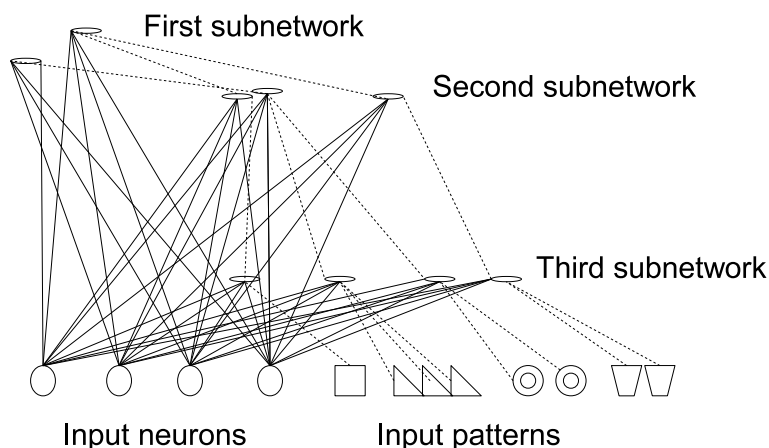 First subnetwork
Second subnetwork
Third subnetwork
Input neurons
Input patterns